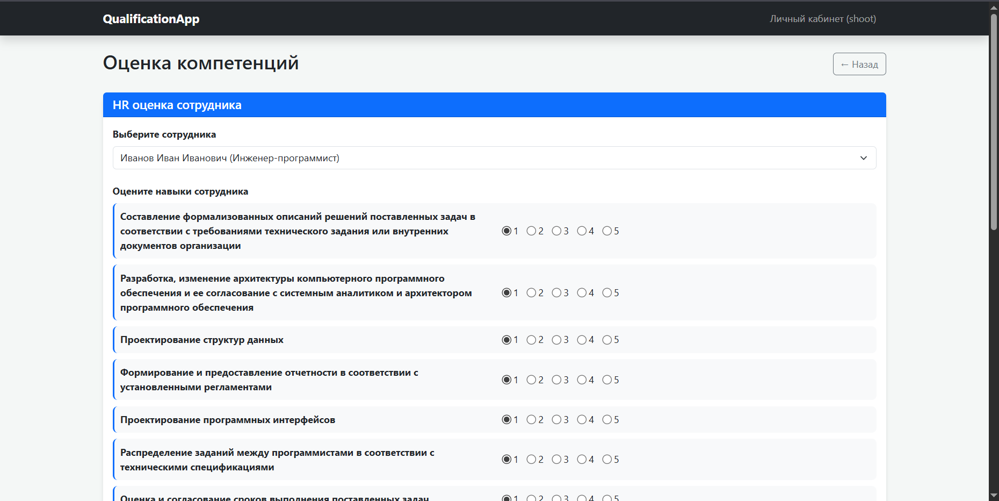 QualificationApp
Личный кабинет (shoot)
Оценка компетенций
← Назад
HR оценка сотрудника
Выберите сотрудника
Иванов Иван Иванович (Инженер-программист)
Оцените навыки сотрудника
Составление формализованных описаний решений поставленных задач в
соответствии с требованиями технического задания или внутренних
документов организации
1 2 3 4 5
Разработка, изменение архитектуры компьютерного программного
обеспечения и ее согласование с системным аналитиком и архитектором
программного обеспечения
1 2 3 4 5
Проектирование структур данных
1 2 3 4 5
Формирование и предоставление отчетности в соответствии с
установленными регламентами
1 2 3 4 5
Проектирование программных интерфейсов
1 2 3 4 5
Распределение заданий между программистами в соответствии с
техническими спецификациями
1 2 3 4 5
Оценка и согласование сроков выполнения поставленных задач
1 2 3 4 5